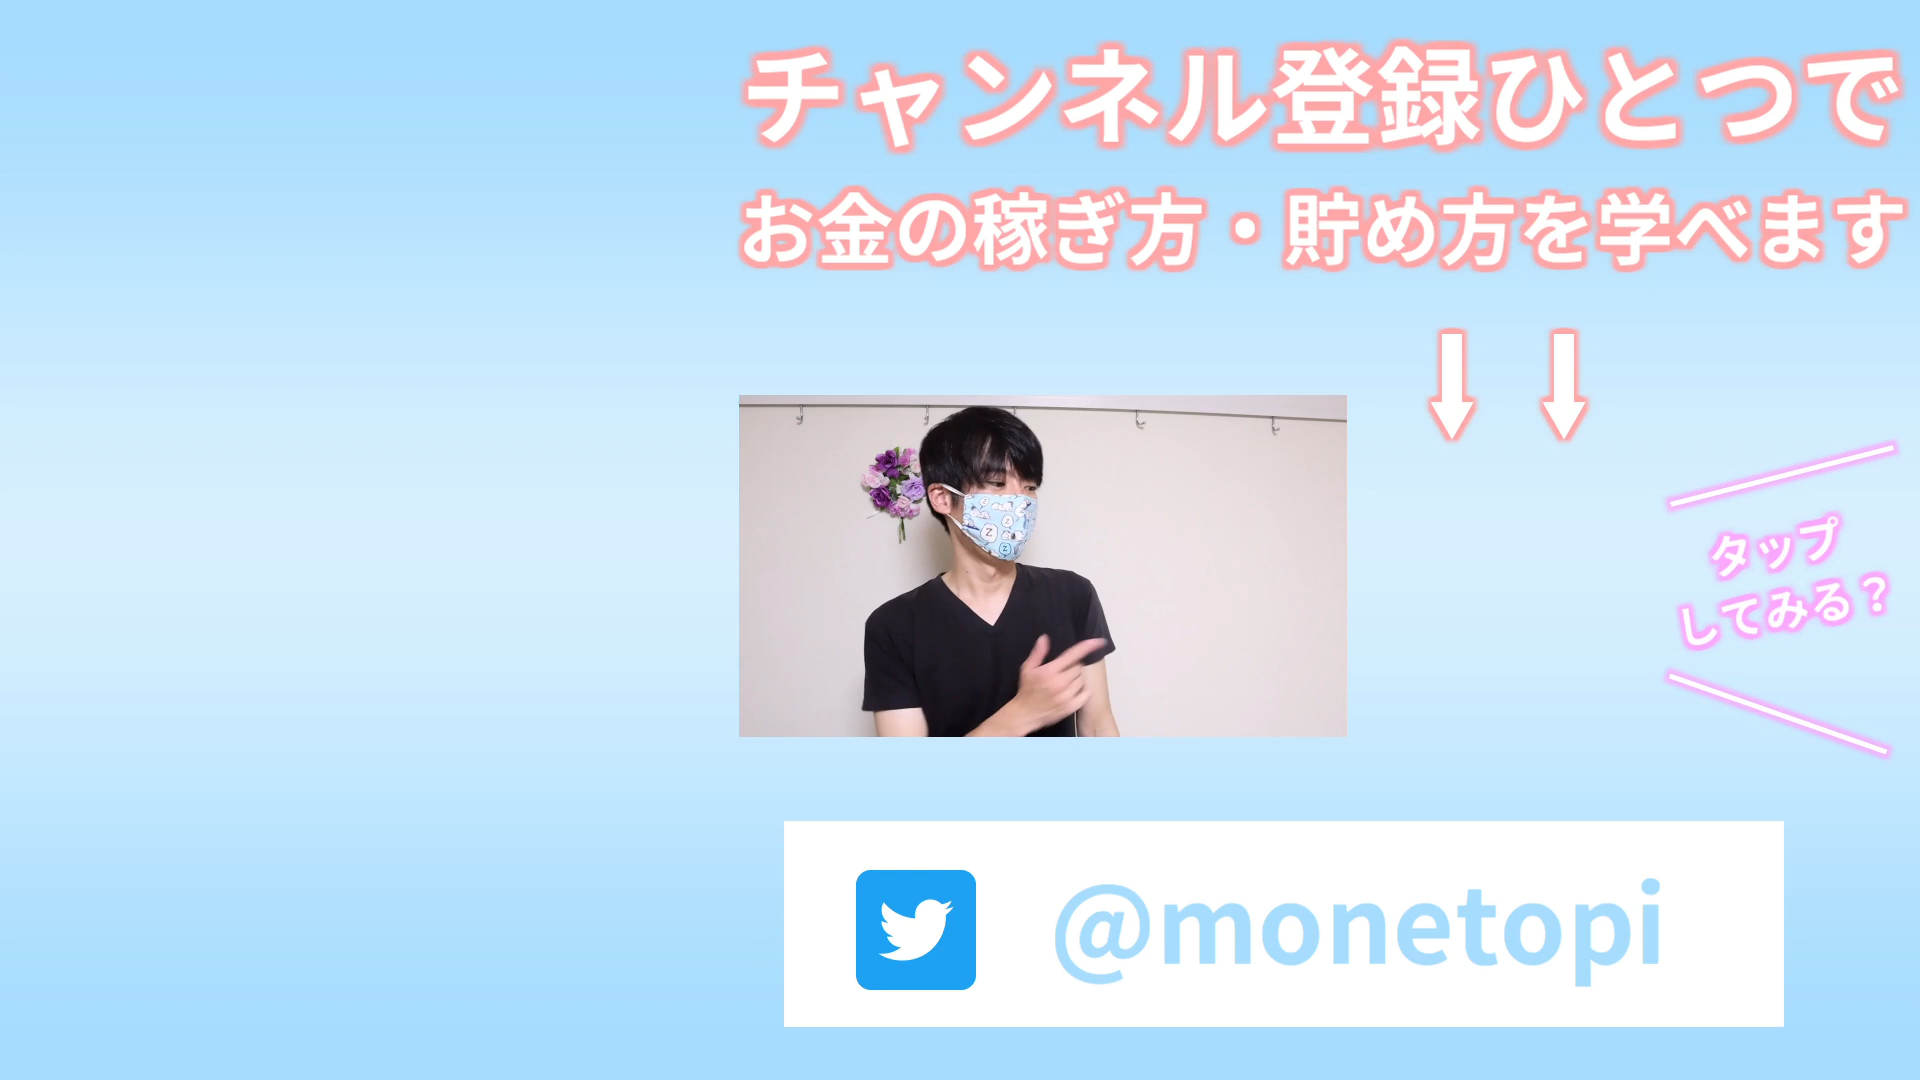 チャンネル登録ひとつで
お金の稼ぎ方・貯め方を学べます
タップ
してみる？
@monetopi